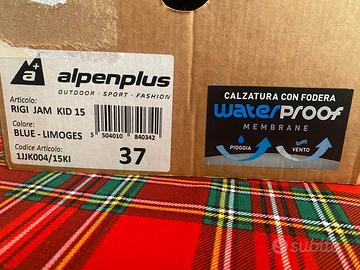 a+
alpenplus
OUTDOOR - SPORT - FASHION
Articolo:
RIGI JAM KID 15
Colore:
BLUE - LIMOGES
Codice Articolo:
1JJK004/15KI
5 504010 840342
37
CALZATURA CON FODERA
waterproof
MEMBRANE
PIOGGIA
VENTO
subito